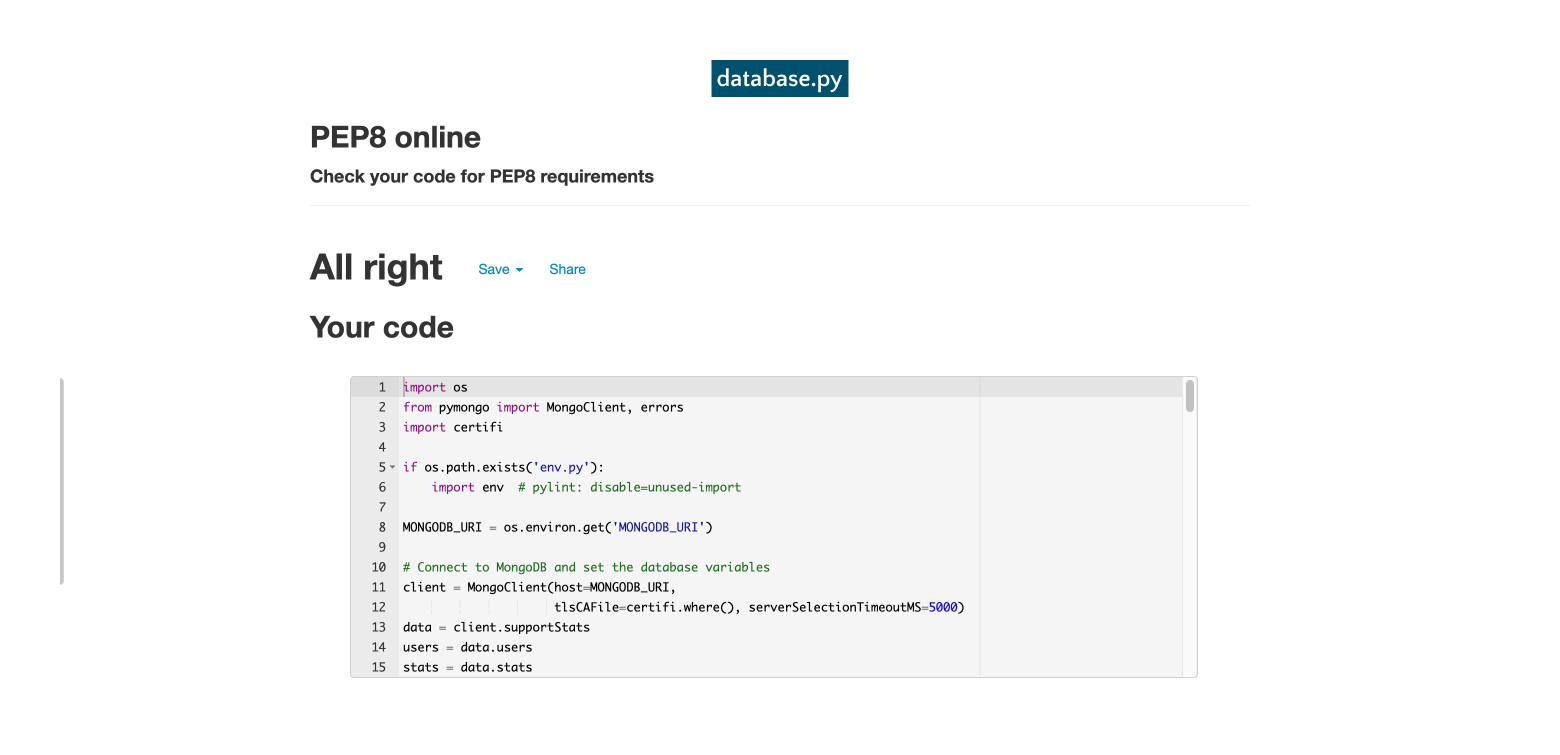 database.py
PEP8 online
Check your code for PEP8 requirements
All right Save Share
Your code
1 import os
2 from pymongo import MongoClient, errors
3 import certifi
4
5 if os.path.exists('env.py'):
6     import env  # pylint: disable=unused-import
7
8 MONGODB_URI = os.environ.get('MONGODB_URI')
9
10 # Connect to MongoDB and set the database variables
11 client = MongoClient(host=MONGODB_URI,
12                      tlsCAFile=certifi.where(), serverSelectionTimeoutMS=5000)
13 data = client.supportStats
14 users = data.users
15 stats = data.stats